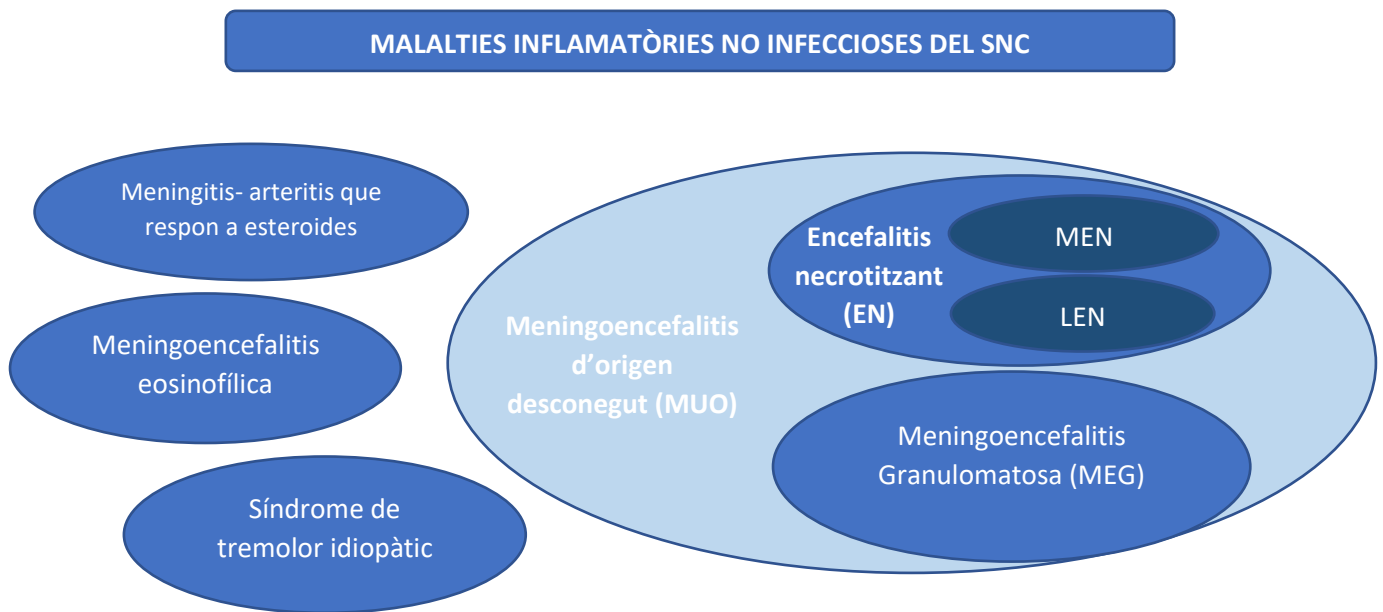 MALALTIES INFLAMATÒRIES NO INFECCIOSES DEL SNC
Meningitis- arteritis que
respon a esteroides
Meningoencefalitis
eosinofílica
Síndrome de
tremolor idiopàtic
Meningoencefalitis
d’origen
desconegut (MUO)
Encefalitis
necrotitzant
(EN)
MEN
LEN
Meningoencefalitis
Granulomatosa (MEG)